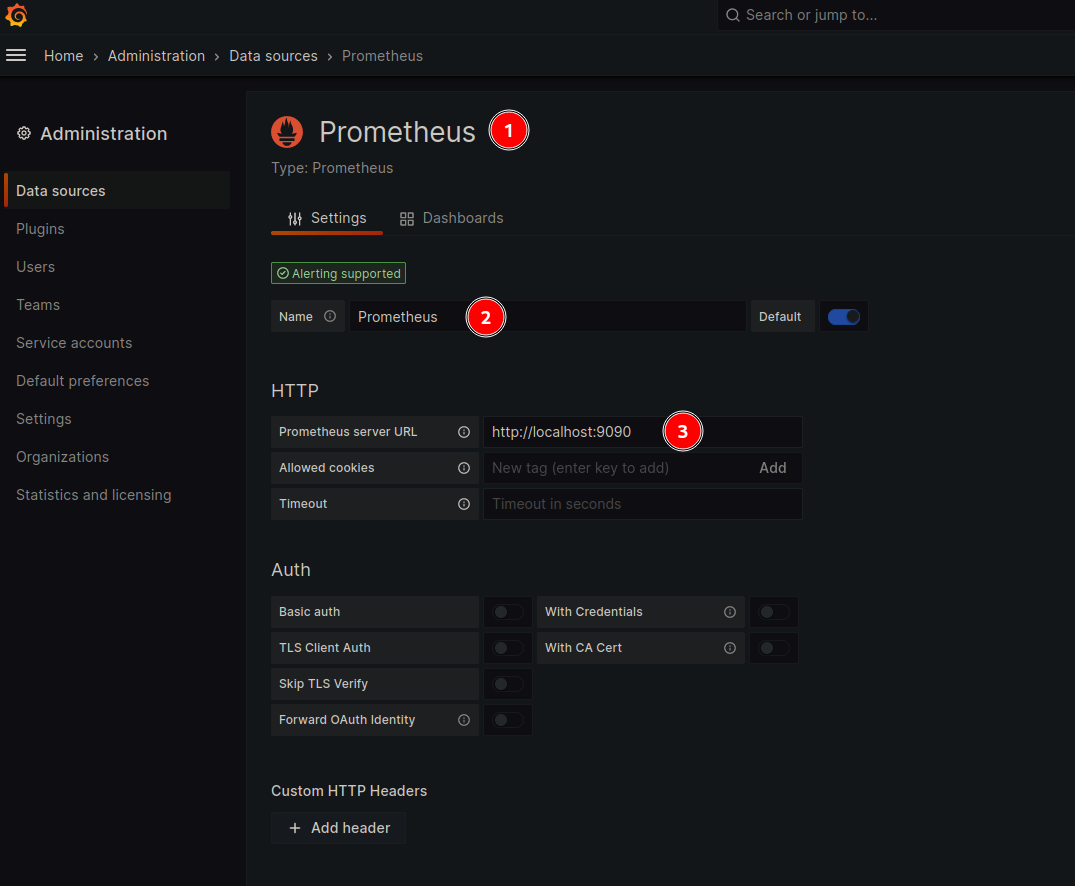 Search or jump to...
Home › Administration › Data sources › Prometheus
Administration
Data sources
Plugins
Users
Teams
Service accounts
Default preferences
Settings
Organizations
Statistics and licensing
Prometheus 1
Type: Prometheus
Settings Dashboards
Alerting supported
Name Prometheus 2 Default
HTTP
Prometheus server URL http://localhost:9090 3
Allowed cookies New tag (enter key to add) Add
Timeout Timeout in seconds
Auth
Basic auth With Credentials
TLS Client Auth With CA Cert
Skip TLS Verify
Forward OAuth Identity
Custom HTTP Headers
+ Add header